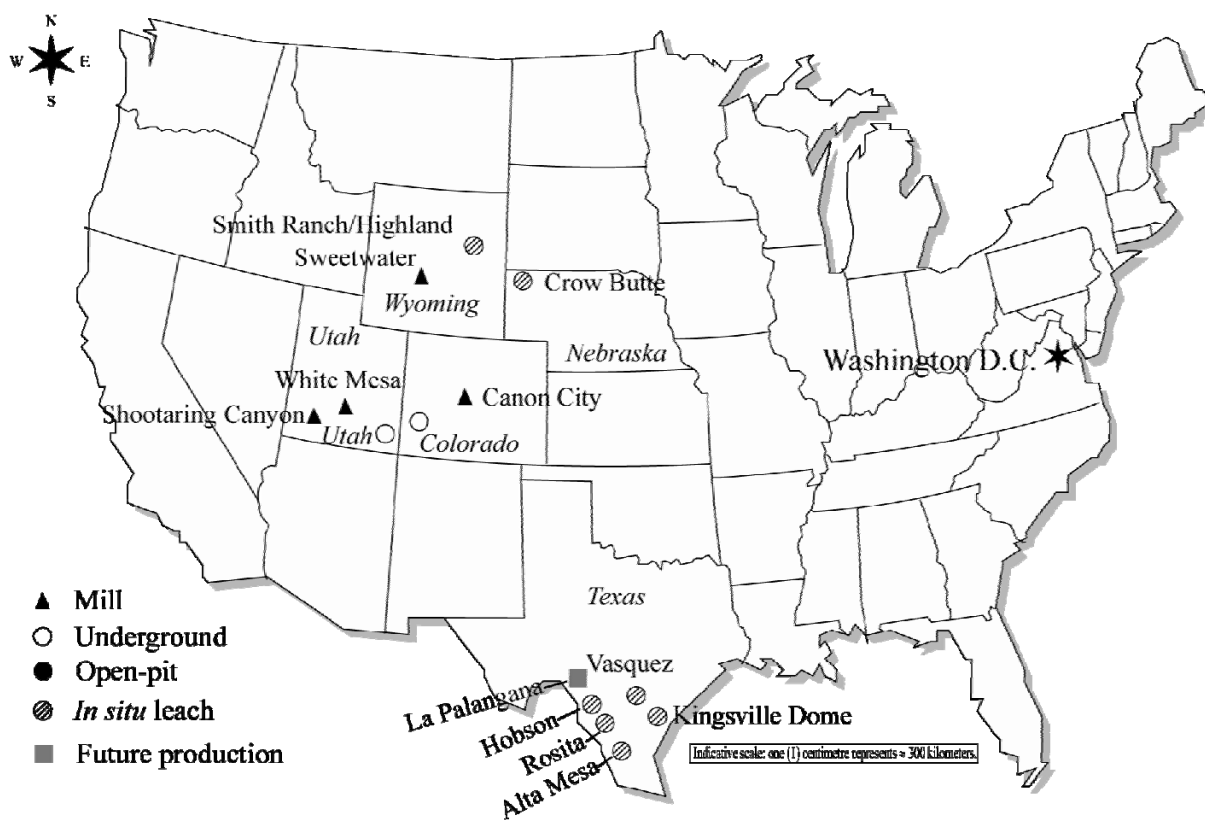 N
W E
S
Smith Ranch/Highland
Sweetwater
Wyoming
Crow Butte
Utah
Nebraska
Washington D.C.
White Mesa
Canon City
Shootaring Canyon
Utah
Colorado
Texas
Mill
Underground
Open-pit
In situ leach
Future production
Vasquez
La Palangana
Hobson
Kingsville Dome
Rosita
Alta Mesa
Indicative scale: one (1) centimetre represents ≈ 300 kilometers.